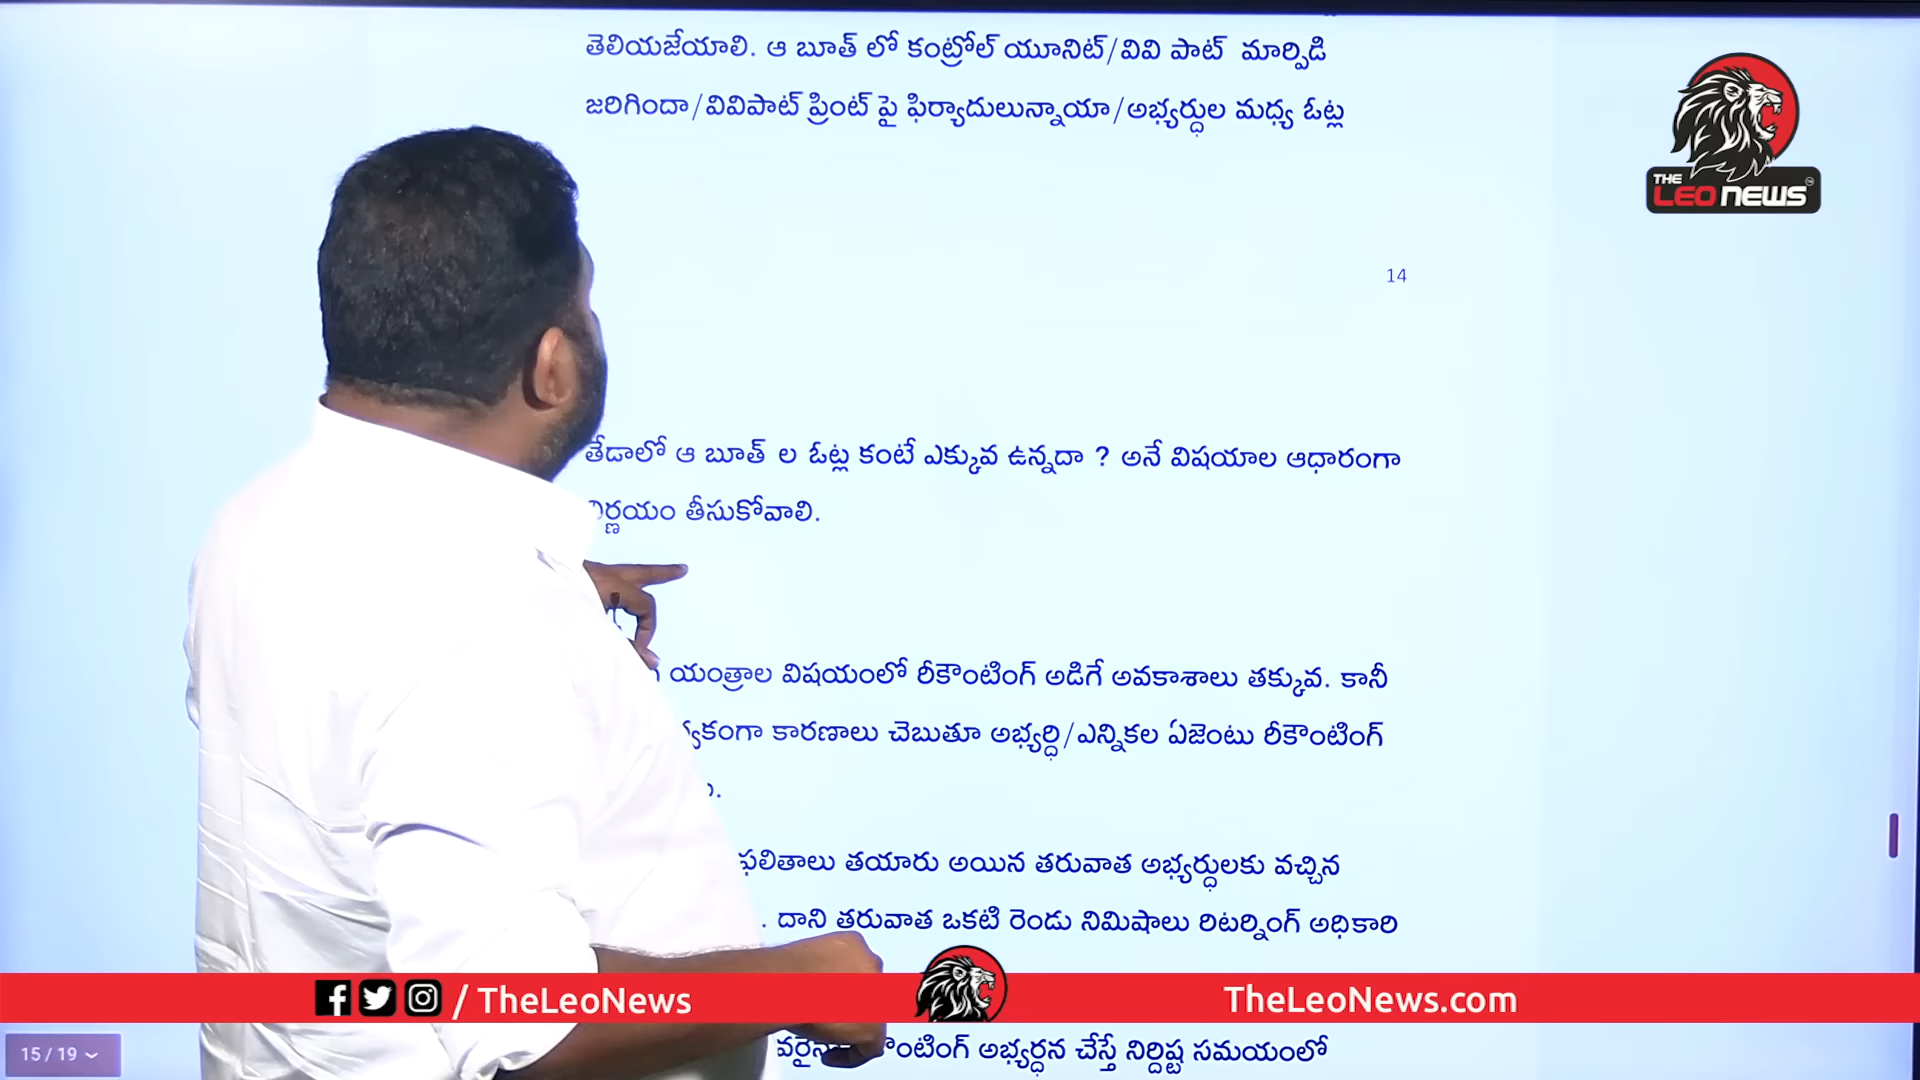 తెలియజేయాలి. ఆ బూత్ లో కంట్రోల్ యూనిట్/వివి పాట్ మార్పిడి
జరిగిందా/వివిపాట్ ప్రింట్ పై ఫిర్యాదులున్నాయా/అభ్యర్ధుల మధ్య ఓట్ల
THE
LEO NEWS
14
తేడాలో ఆ బూత్ ల ఓట్ల కంటే ఎక్కువ ఉన్నదా ? అనే విషయాల ఆధారంగా
తీసుకోవాలి.
యంత్రాల విషయంలో రీకౌంటింగ్ అడిగే అవకాశాలు తక్కువ. కానీ
కారణాలు చెబుతూ అభ్యర్ధి/ఎన్నికల ఏజెంటు రీకౌంటింగ్
ఫలితాలు తయారు అయిన తరువాత అభ్యర్ధులకు వచ్చిన
. దాని తరువాత ఒకటి రెండు నిమిషాలు రిటర్నింగ్ అధికారి
/ TheLeoNews
TheLeoNews.com
15 / 19
అభ్యర్ధన చేస్తే నిర్దిష్ట సమయంలో